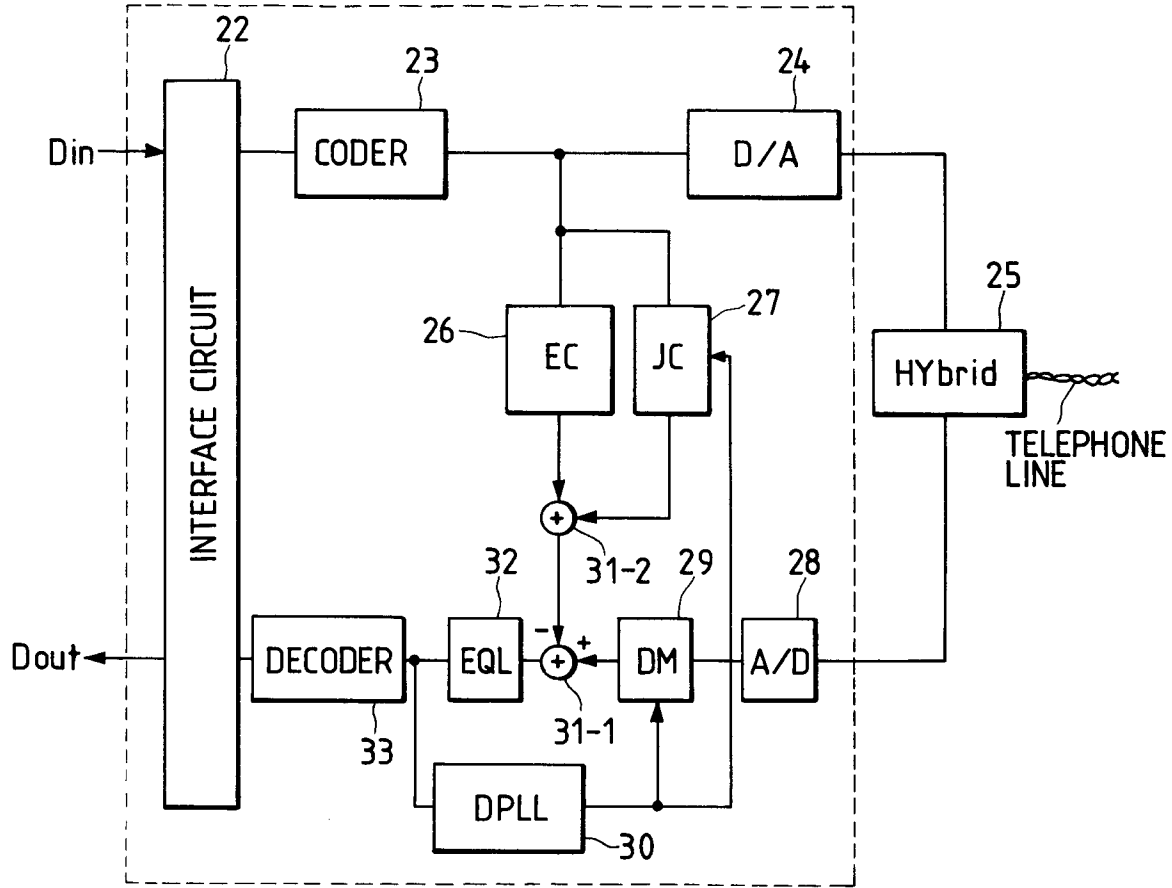 22
23
24
Din
CODER
D/A
25
26
27
INTERFACE CIRCUIT
EC
JC
HYbrid
TELEPHONE
LINE
+
31-2
32
29
28
-
+
Dout
DECODER
EQL
+
DM
A/D
33
31-1
DPLL
30